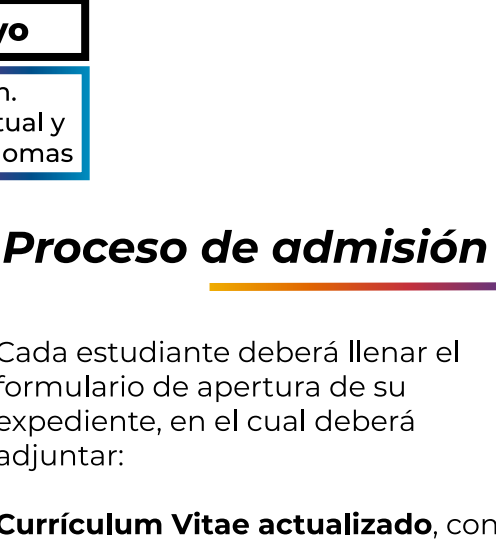 yo
n.
tual y
omas
Proceso de admisión
Cada estudiante deberá llenar el
formulario de apertura de su
expediente, en el cual deberá
adjuntar:
Currículum Vitae actualizado, con